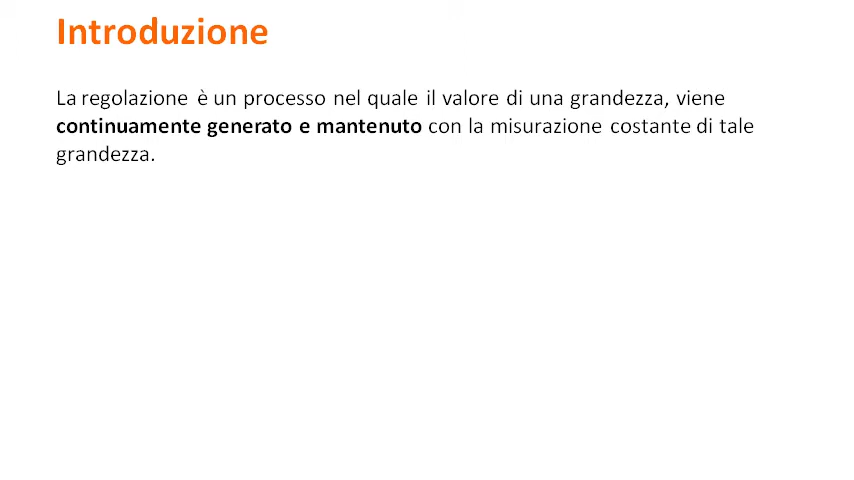 Introduzione
La regolazione è un processo nel quale il valore di una grandezza, viene
continuamente generato e mantenuto con la misurazione costante di tale
grandezza.